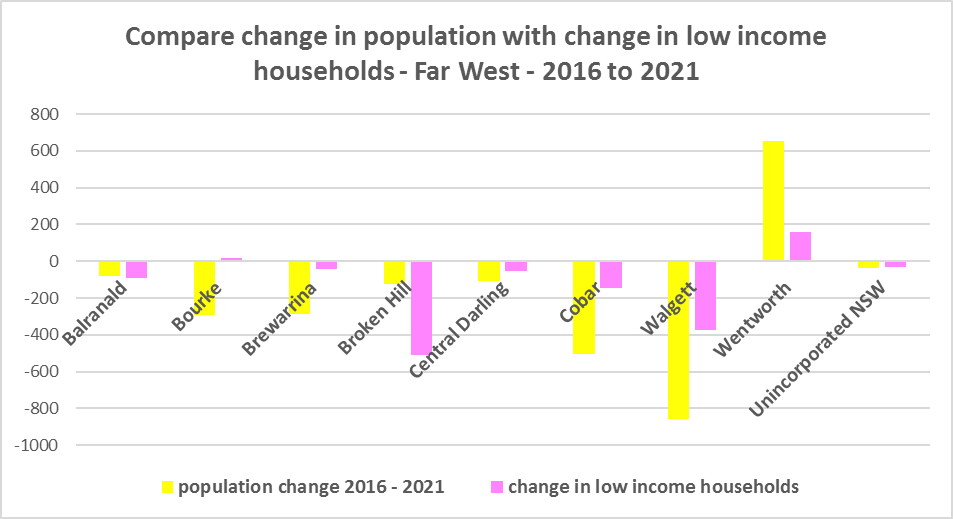 Compare change in population with change in low income
households - Far West - 2016 to 2021
800
600
400
200
0
-200
-400
-600
-800
-1000
Balranald
Bourke
Brewarrina
Broken Hill
Central Darling
Cobar
Walgett
Wentworth
Unincorporated NSW
population change 2016 - 2021
change in low income households